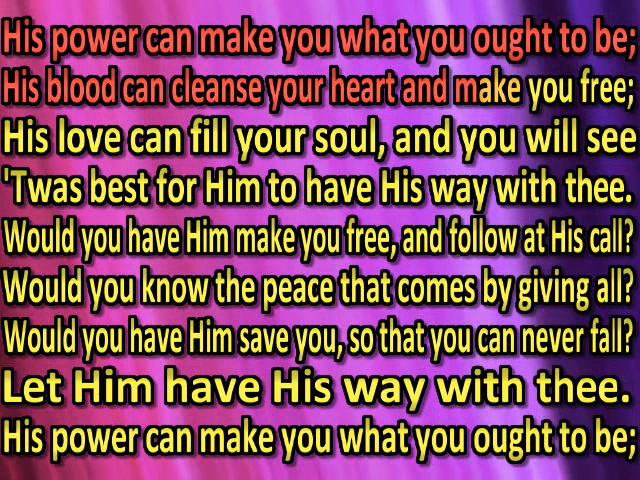 His power can make you what you ought to be;
His blood can cleanse your heart and make you free;
His love can fill your soul, and you will see
'Twas best for Him to have His way with thee.
Would you have Him make you free, and follow at His call?
Would you know the peace that comes by giving all?
Would you have Him save you, so that you can never fall?
Let Him have His way with thee.
His power can make you what you ought to be;